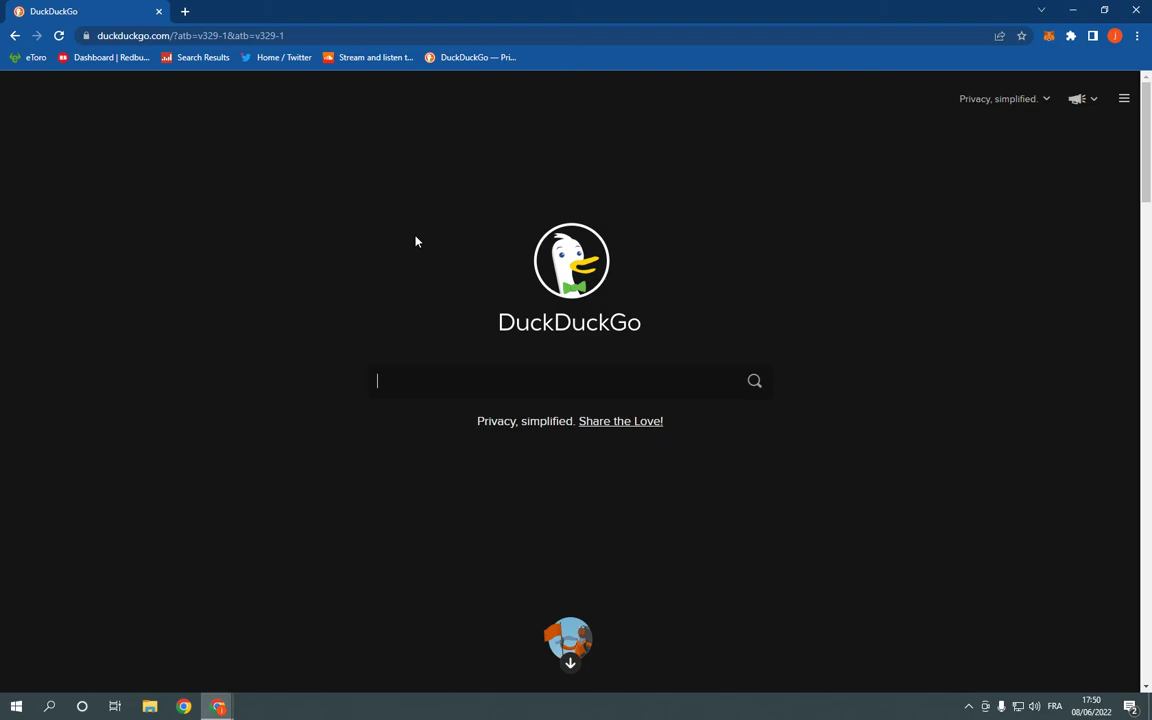 DuckDuckGo
duckduckgo.com/?atb=v329-1&atb=v329-1
eToro
Dashboard | Redbu...
Search Results
Home / Twitter
Stream and listen t...
DuckDuckGo — Pri...
Privacy, simplified.
DuckDuckGo
Privacy, simplified. Share the Love!
FRA
17:50
08/06/2022
2